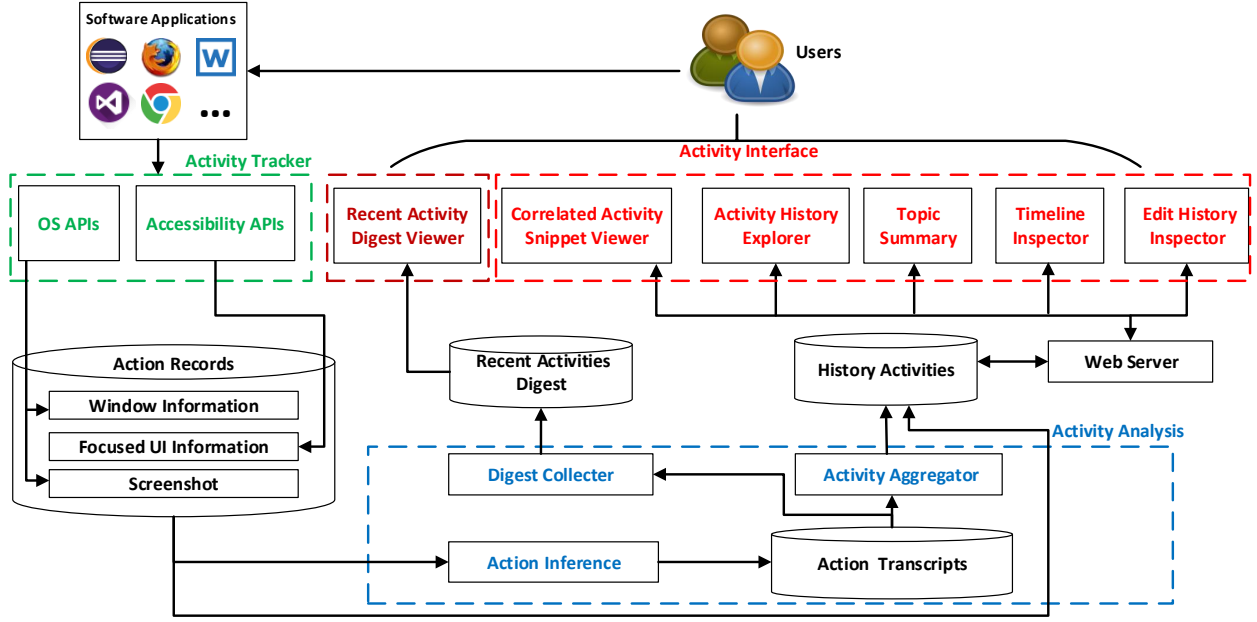 Software Applications
W
...
Users
Activity Tracker
Activity Interface
OS APIs
Accessibility APIs
Recent Activity
Digest Viewer
Correlated Activity
Snippet Viewer
Activity History
Explorer
Topic
Summary
Timeline
Inspector
Edit History
Inspector
Action Records
Window Information
Focused UI Information
Screenshot
Recent Activities
Digest
History Activities
Web Server
Activity Analysis
Digest Collecter
Activity Aggregator
Action Inference
Action Transcripts